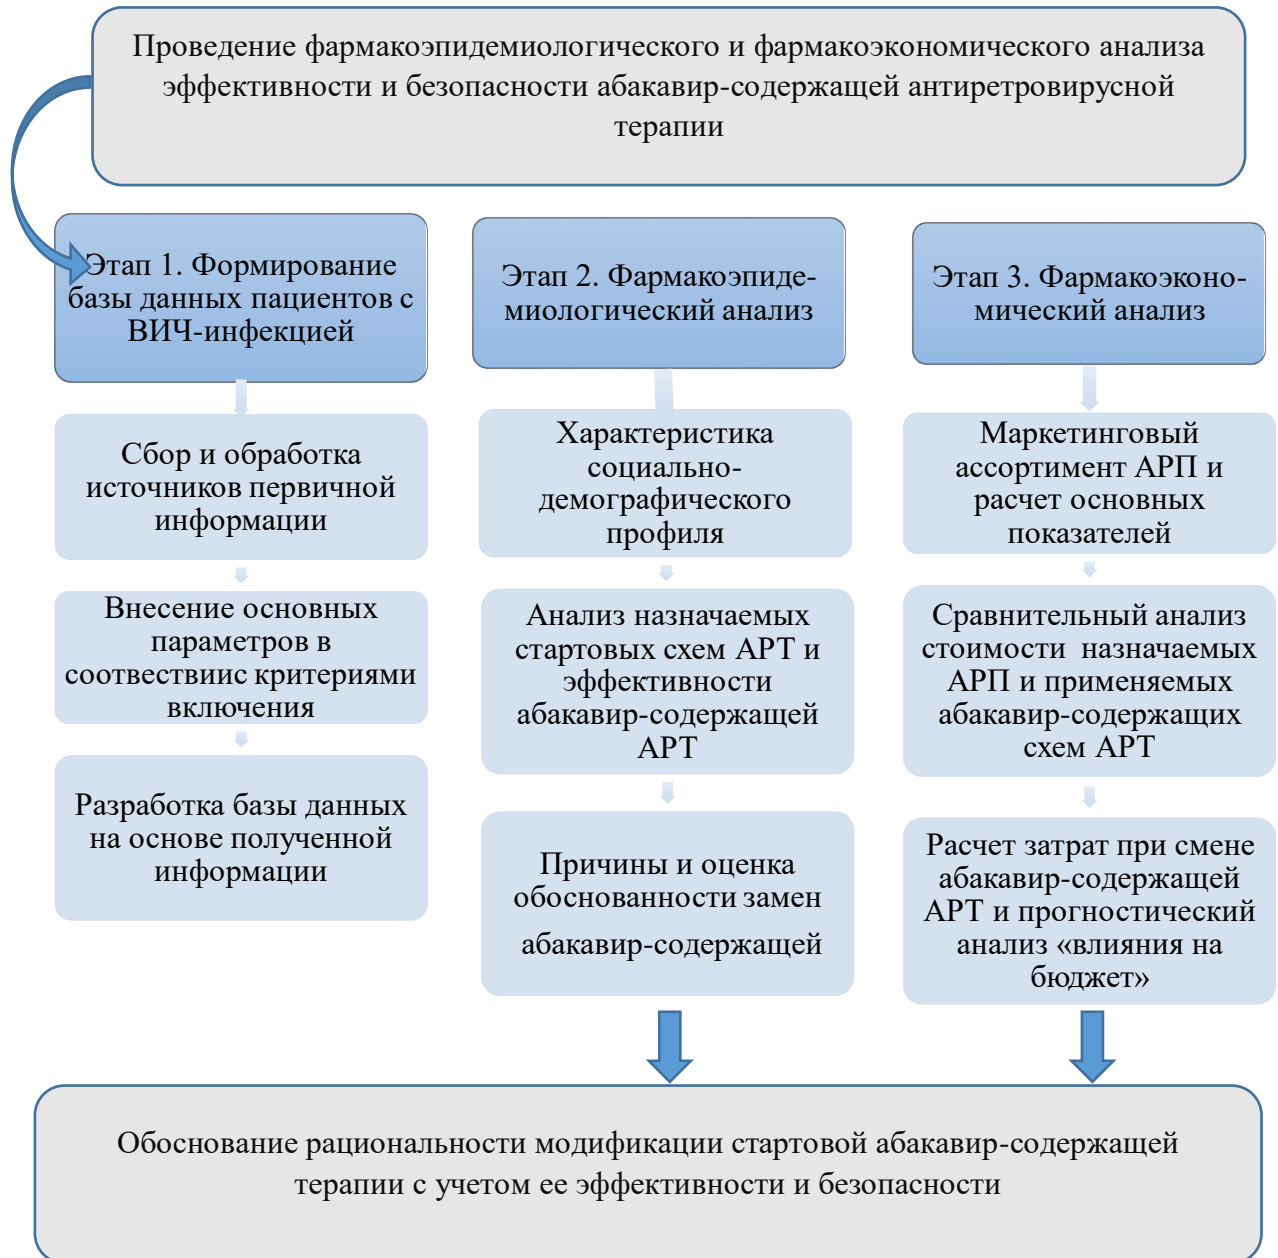 Проведение фармакоэпидемиологического и фармакоэкономического анализа
эффективности и безопасности абакавир-содержащей антиретровирусной
терапии
Этап 1. Формирование
базы данных пациентов с
ВИЧ-инфекцией
Сбор и обработка
источников первичной
информации
Внесение основных
параметров в
соотвествиис критериями
включения
Разработка базы данных
на основе полученной
информации
Этап 2. Фармакоэпиде-
миологический анализ
Характеристика
социально-
демографического
профиля
Анализ назначаемых
стартовых схем АРТ и
эффективности
абакавир-содержащей
АРТ
Причины и оценка
обоснованности замен
абакавир-содержащей
Этап 3. Фармакоэконо-
мический анализ
Маркетинговый
ассортимент АРП и
расчет основных
показателей
Сравнительный анализ
стоимости назначаемых
АРП и применяемых
абакавир-содержащих
схем АРТ
Расчет затрат при смене
абакавир-содержащей
АРТ и прогностический
анализ «влияния на
бюджет»
Обоснование рациональности модификации стартовой абакавир-содержащей
терапии с учетом ее эффективности и безопасности